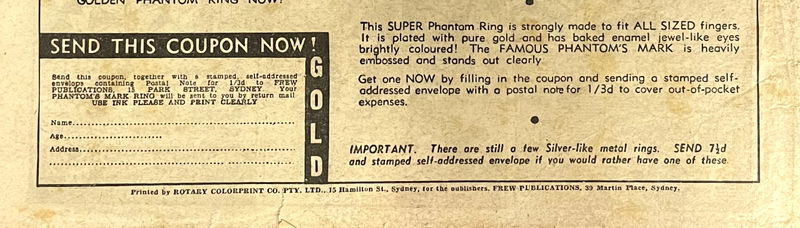 GOLDEN PHANTOM RING NOW!
SEND THIS COUPON NOW!
Send this coupon, together with a stamped, self-addressed
envelope containing Postal Note for 1/3d to FREW
PUBLICATIONS, 15 PARK STREET, SYDNEY. Your
PHANTOM'S MARK RING will be sent to you by return mail.
USE INK PLEASE AND PRINT CLEARLY
Name
Age
Address
GOLD
This SUPER Phantom Ring is strongly made to fit ALL SIZED fingers.
It is plated with pure gold and has baked enamel jewel-like eyes
brightly coloured! The FAMOUS PHANTOM'S MARK is heavily
embossed and stands out clearly
Get one NOW by filling in the coupon and sending a stamped self-
addressed envelope with a postal note for 1/3d to cover out-of-pocket
expenses.
IMPORTANT. There are still a few Silver-like metal rings. SEND 7½d
and stamped self-addressed envelope if you would rather have one of these
Printed by ROTARY COLORPRINT CO. PTY. LTD., 15 Hamilton St., Sydney, for the publishers, FREW PUBLICATIONS, 39 Martin Place, Sydney.